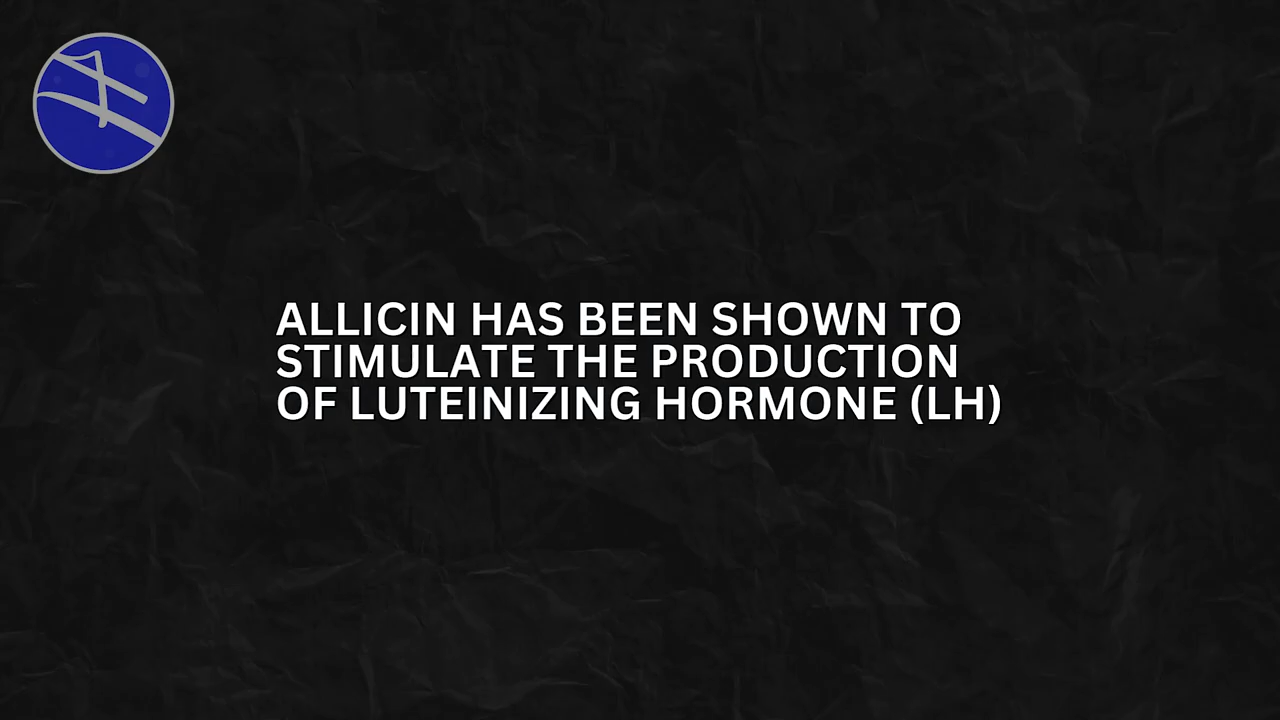 ALLICIN HAS BEEN SHOWN TO
STIMULATE THE PRODUCTION
OF LUTEINIZING HORMONE (LH)